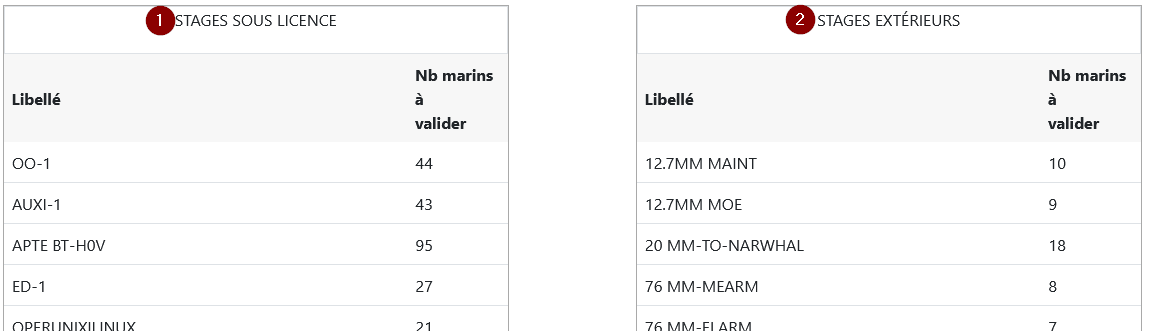 1 STAGES SOUS LICENCE
Libellé
Nb marins
à
valider
OO-1 44
AUXI-1 43
APTE BT-H0V 95
ED-1 27
OPERUNIXILINUX 21
2 STAGES EXTÉRIEURS
Libellé
Nb marins
à
valider
12.7MM MAINT 10
12.7MM MOE 9
20 MM-TO-NARWHAL 18
76 MM-MEARM 8
76 MM-ELARM 7